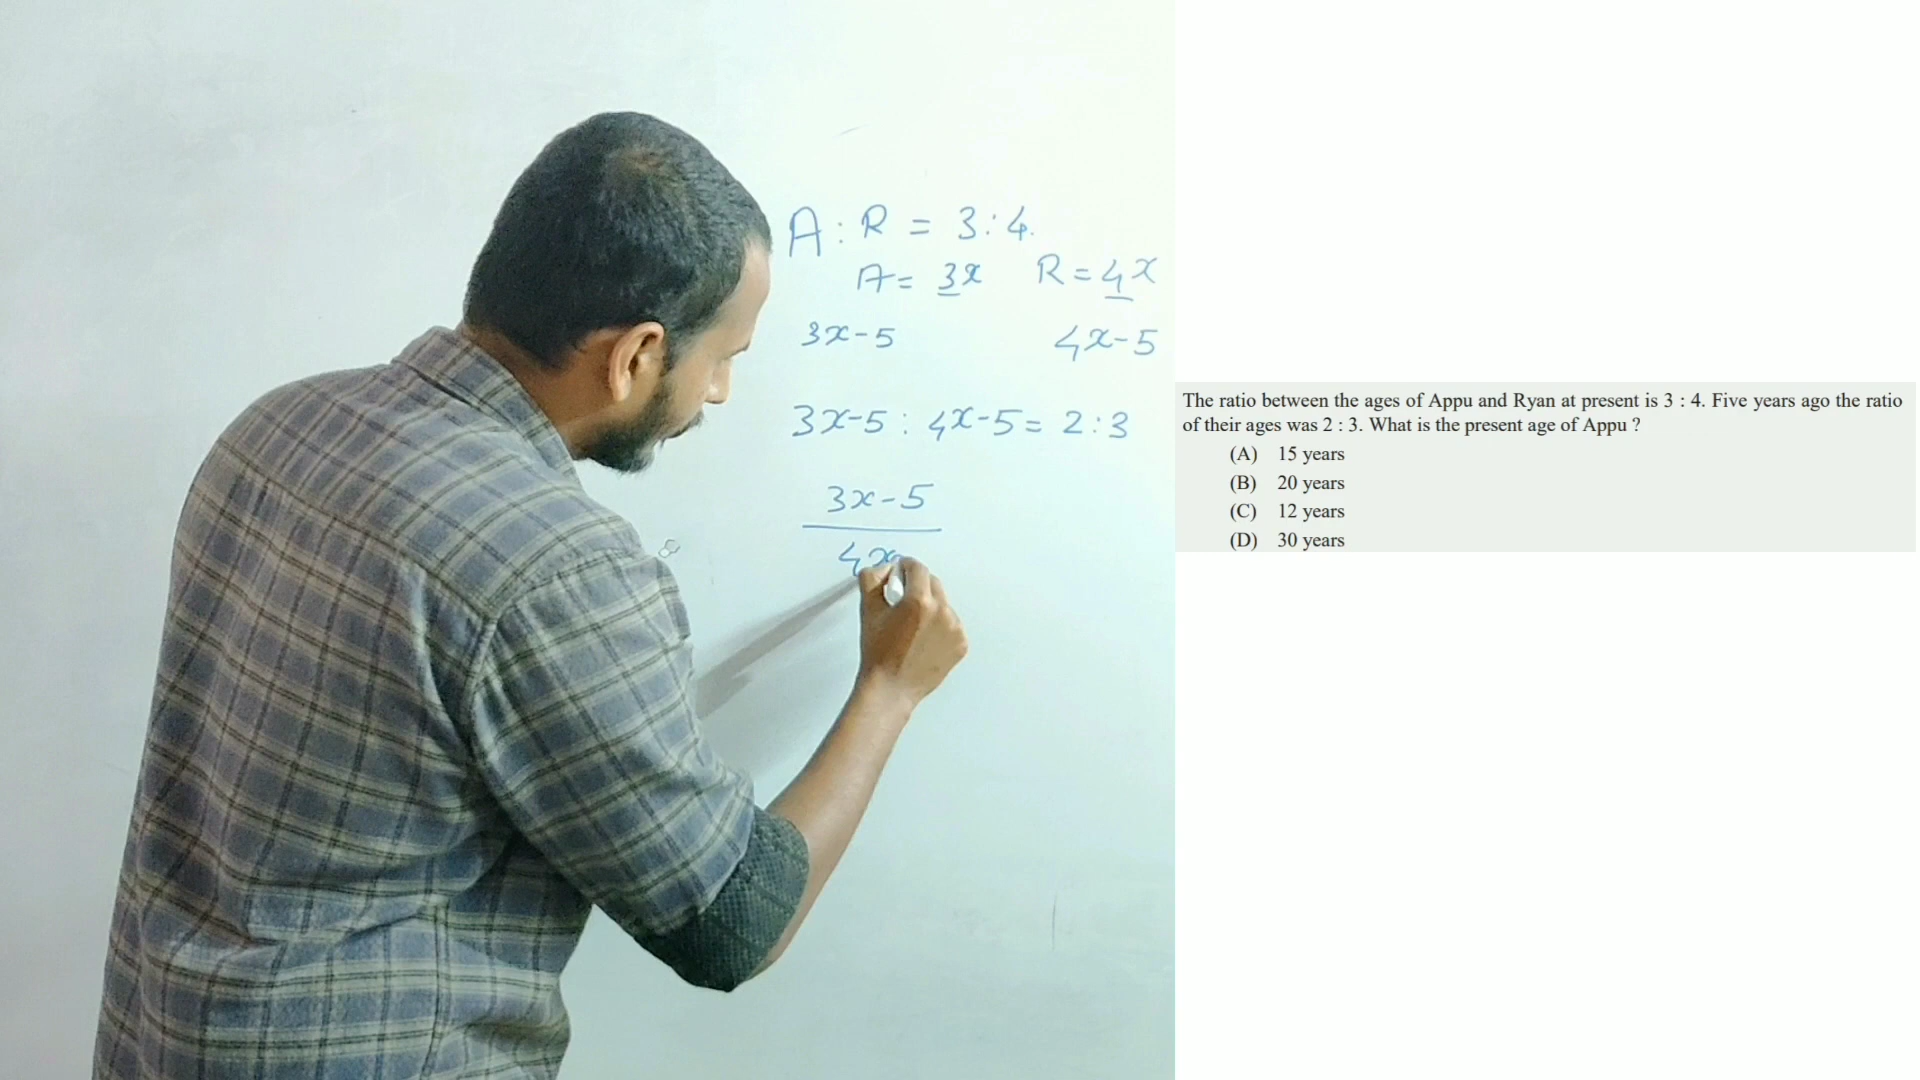 A : R = 3 : 4.
A = 3x R = 4x
3x - 5 4x - 5
3x - 5 : 4x - 5 = 2 : 3
3x - 5
4x
The ratio between the ages of Appu and Ryan at present is 3 : 4. Five years ago the ratio
of their ages was 2 : 3. What is the present age of Appu ?
(A) 15 years
(B) 20 years
(C) 12 years
(D) 30 years